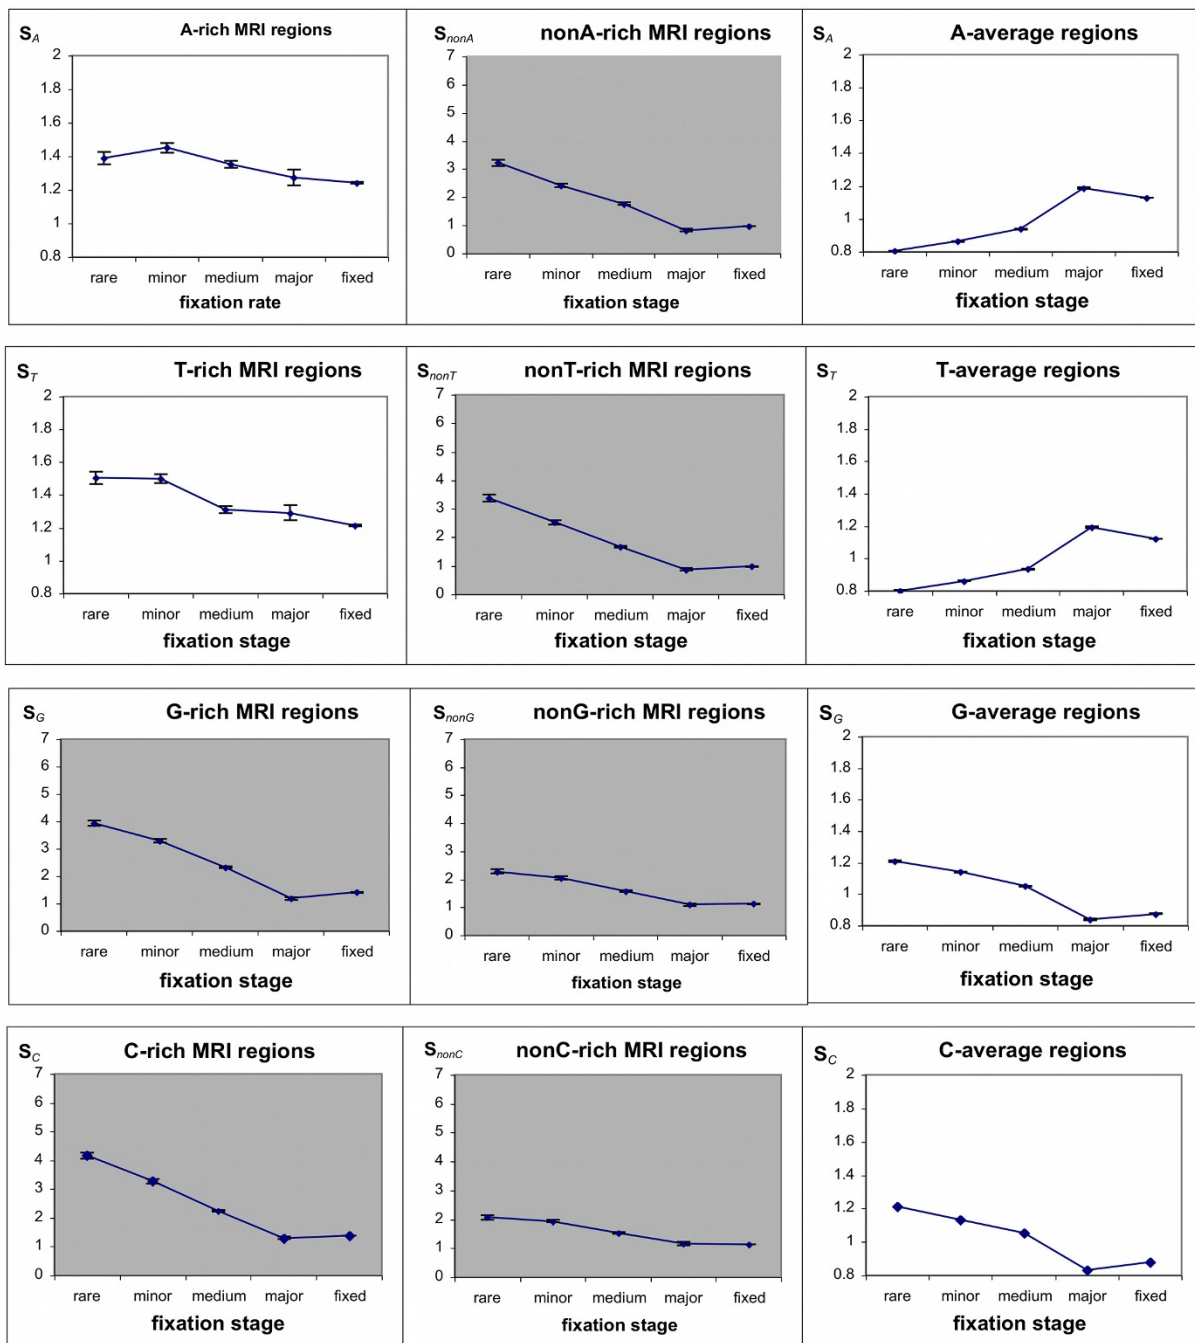 S_A A-rich MRI regions
2
1.8
1.6
1.4
1.2
1
0.8
rare minor medium major fixed
fixation rate
S_nonA nonA-rich MRI regions
7
6
5
4
3
2
1
0
rare minor medium major fixed
fixation stage
S_A A-average regions
2
1.8
1.6
1.4
1.2
1
0.8
rare minor medium major fixed
fixation stage
S_T T-rich MRI regions
2
1.8
1.6
1.4
1.2
1
0.8
rare minor medium major fixed
fixation stage
S_nonT nonT-rich MRI regions
7
6
5
4
3
2
1
0
rare minor medium major fixed
fixation stage
S_T T-average regions
2
1.8
1.6
1.4
1.2
1
0.8
rare minor medium major fixed
fixation stage
S_G G-rich MRI regions
7
6
5
4
3
2
1
0
rare minor medium major fixed
fixation stage
S_nonG nonG-rich MRI regions
7
6
5
4
3
2
1
0
rare minor medium major fixed
fixation stage
S_G G-average regions
2
1.8
1.6
1.4
1.2
1
0.8
rare minor medium major fixed
fixation stage
S_C C-rich MRI regions
7
6
5
4
3
2
1
0
rare minor medium major fixed
fixation stage
S_nonC nonC-rich MRI regions
7
6
5
4
3
2
1
0
rare minor medium major fixed
fixation stage
S_C C-average regions
2
1.8
1.6
1.4
1.2
1
0.8
rare minor medium major fixed
fixation stage